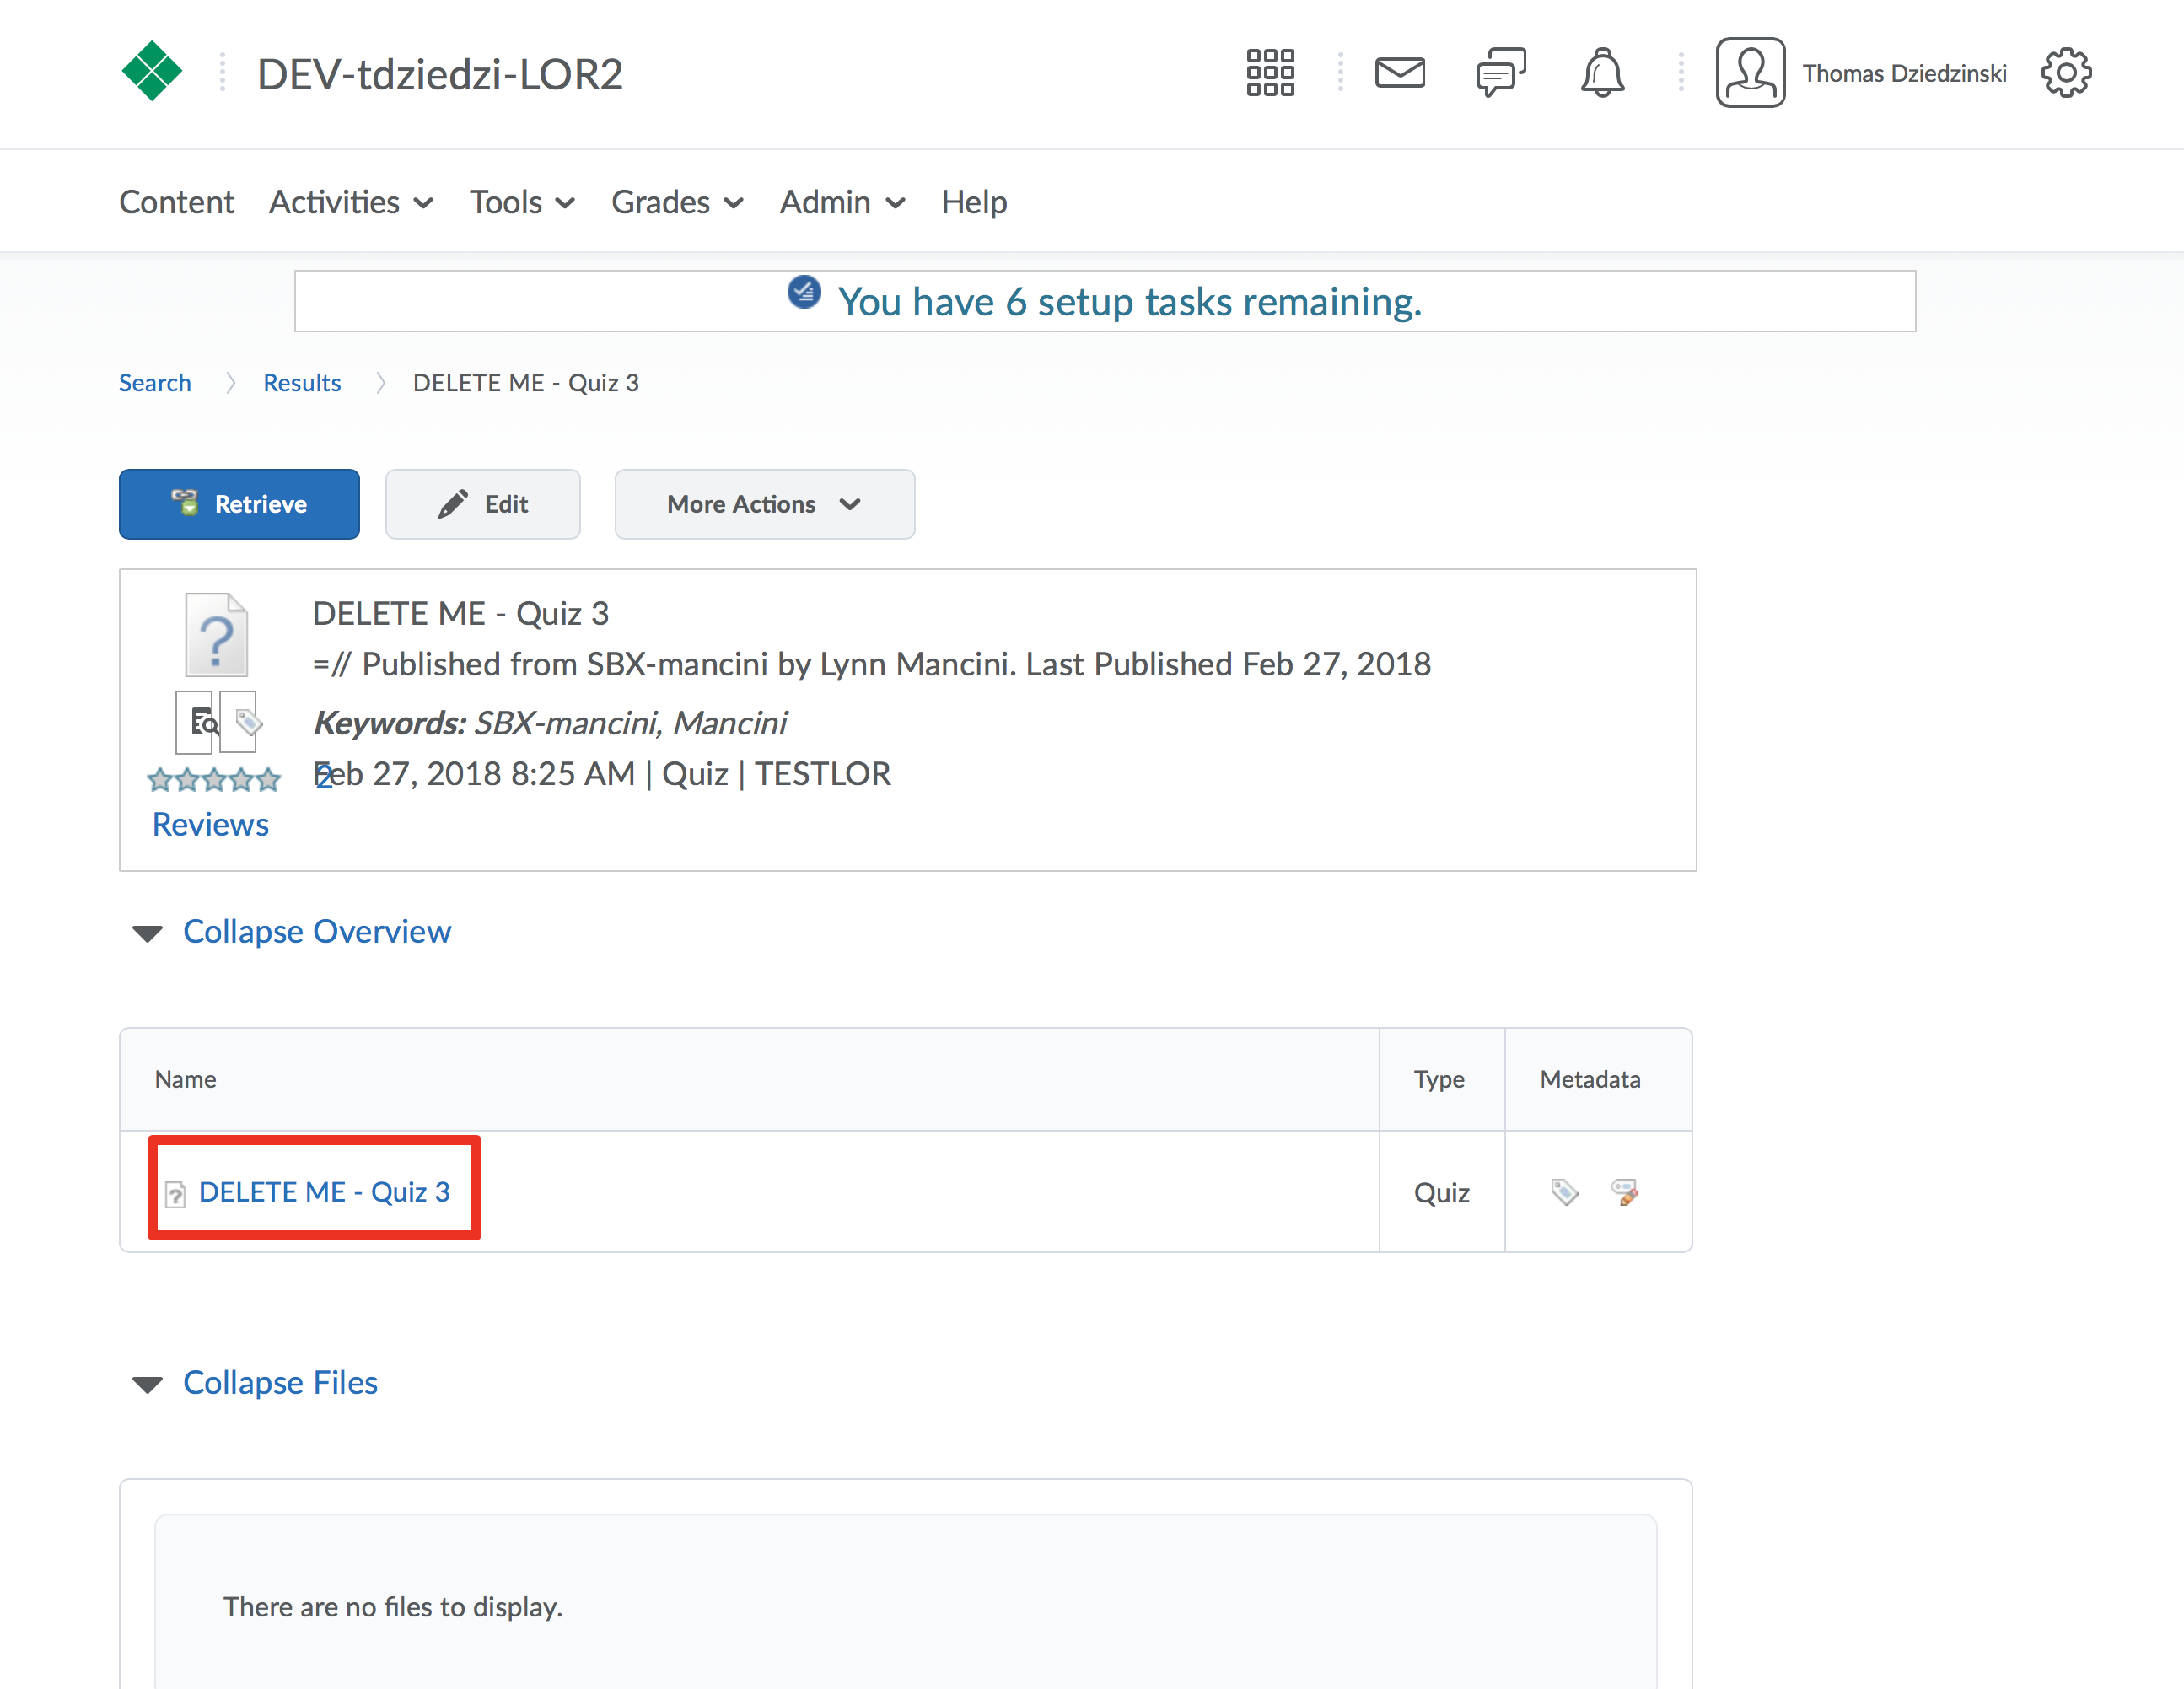 DEV-tdziedzi-LOR2
Thomas Dziedzinski
Content Activities Tools Grades Admin Help
You have 6 setup tasks remaining.
Search Results DELETE ME - Quiz 3
Retrieve Edit More Actions
DELETE ME - Quiz 3
=// Published from SBX-mancini by Lynn Mancini. Last Published Feb 27, 2018
Keywords: SBX-mancini, Mancini
Feb 27, 2018 8:25 AM | Quiz | TESTLOR
2
Reviews
Collapse Overview
Name Type Metadata
DELETE ME - Quiz 3 Quiz
Collapse Files
There are no files to display.